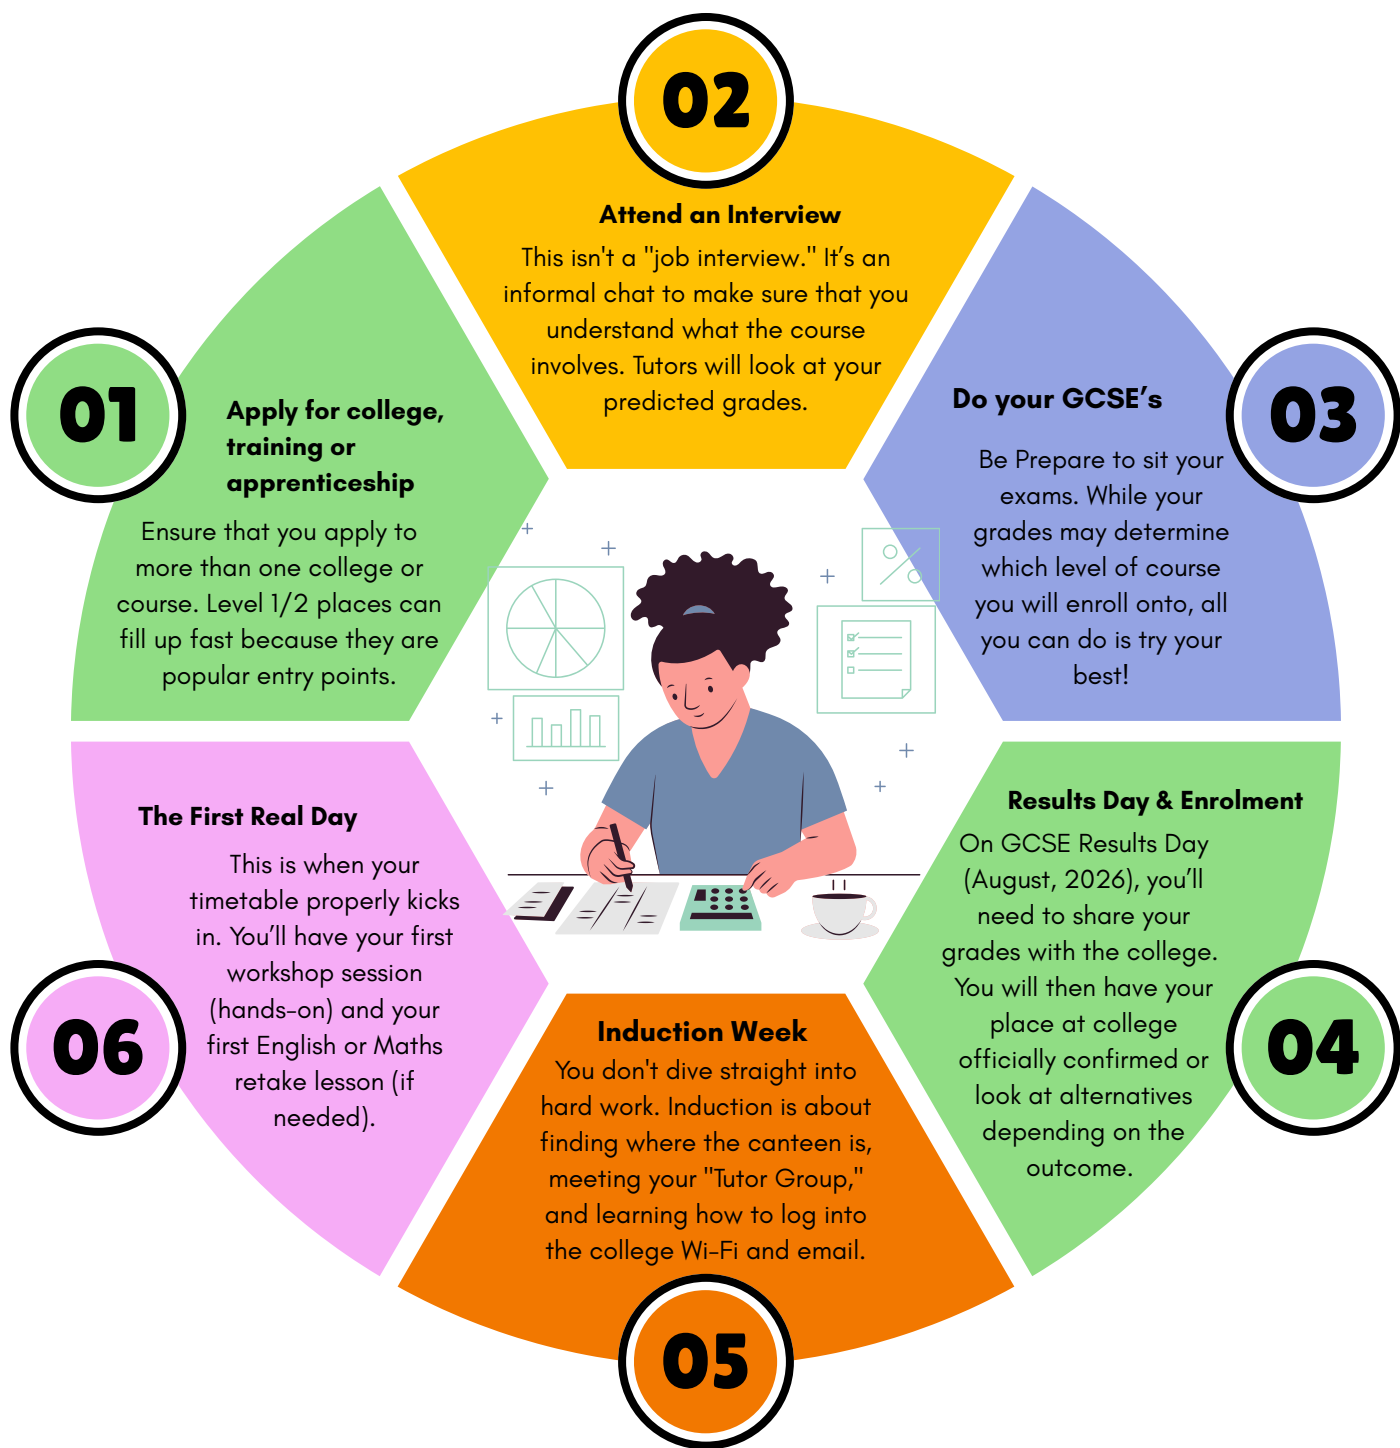 01
Apply for college,
training or
apprenticeship
Ensure that you apply to
more than one college or
course. Level 1/2 places can
fill up fast because they are
popular entry points.
02
Attend an Interview
This isn't a "job interview." It’s an
informal chat to make sure that you
understand what the course
involves. Tutors will look at your
predicted grades.
03
Do your GCSE’s
Be Prepare to sit your
exams. While your
grades may determine
which level of course
you will enroll onto, all
you can do is try your
best!
04
Results Day & Enrolment
On GCSE Results Day
(August, 2026), you’ll
need to share your
grades with the college.
You will then have your
place at college
officially confirmed or
look at alternatives
depending on the
outcome.
05
Induction Week
You don't dive straight into
hard work. Induction is about
finding where the canteen is,
meeting your "Tutor Group,"
and learning how to log into
the college Wi-Fi and email.
06
The First Real Day
This is when your
timetable properly kicks
in. You’ll have your first
workshop session
(hands-on) and your
first English or Maths
retake lesson (if
needed).
%